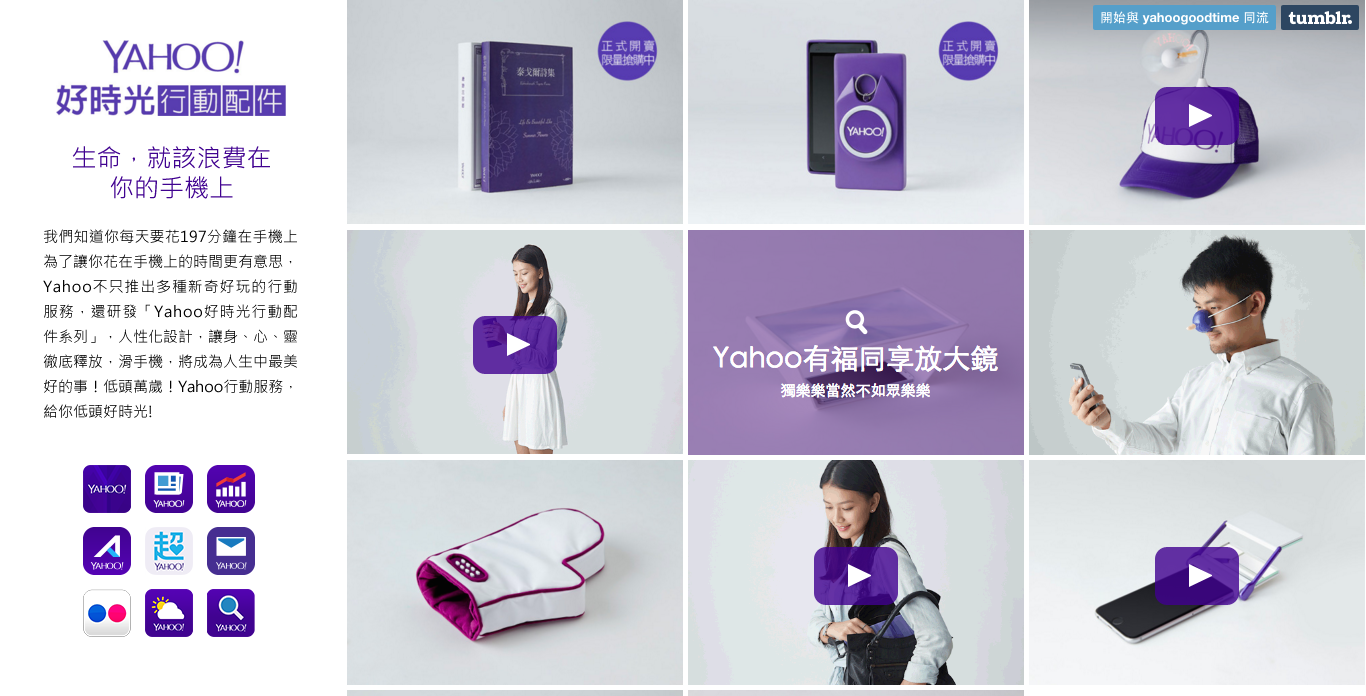 YAHOO!
好時光行動配件
生命，就該浪費在
你的手機上
我們知道你每天要花197分鐘在手機上
為了讓你花在手機上的時間更有意思，
Yahoo不只推出多種新奇好玩的行動
服務，還研發「Yahoo好時光行動配
件系列」，人性化設計，讓身、心、靈
徹底釋放，滑手機，將成為人生中最美
好的事！低頭萬歲！Yahoo行動服務，
給你低頭好時光!
YAHOO!
YAHOO!
YAHOO!
YAHOO!
超
YAHOO!
YAHOO!
YAHOO!
YAHOO!
開始與 yahoogoodtime 同流
tumblr.
正式開賣
限量搶購中
泰戈爾詩集
YAHOO!
正式開賣
限量搶購中
YAHOO!
YAHOO!
Yahoo有福同享放大鏡
獨樂樂當然不如眾樂樂